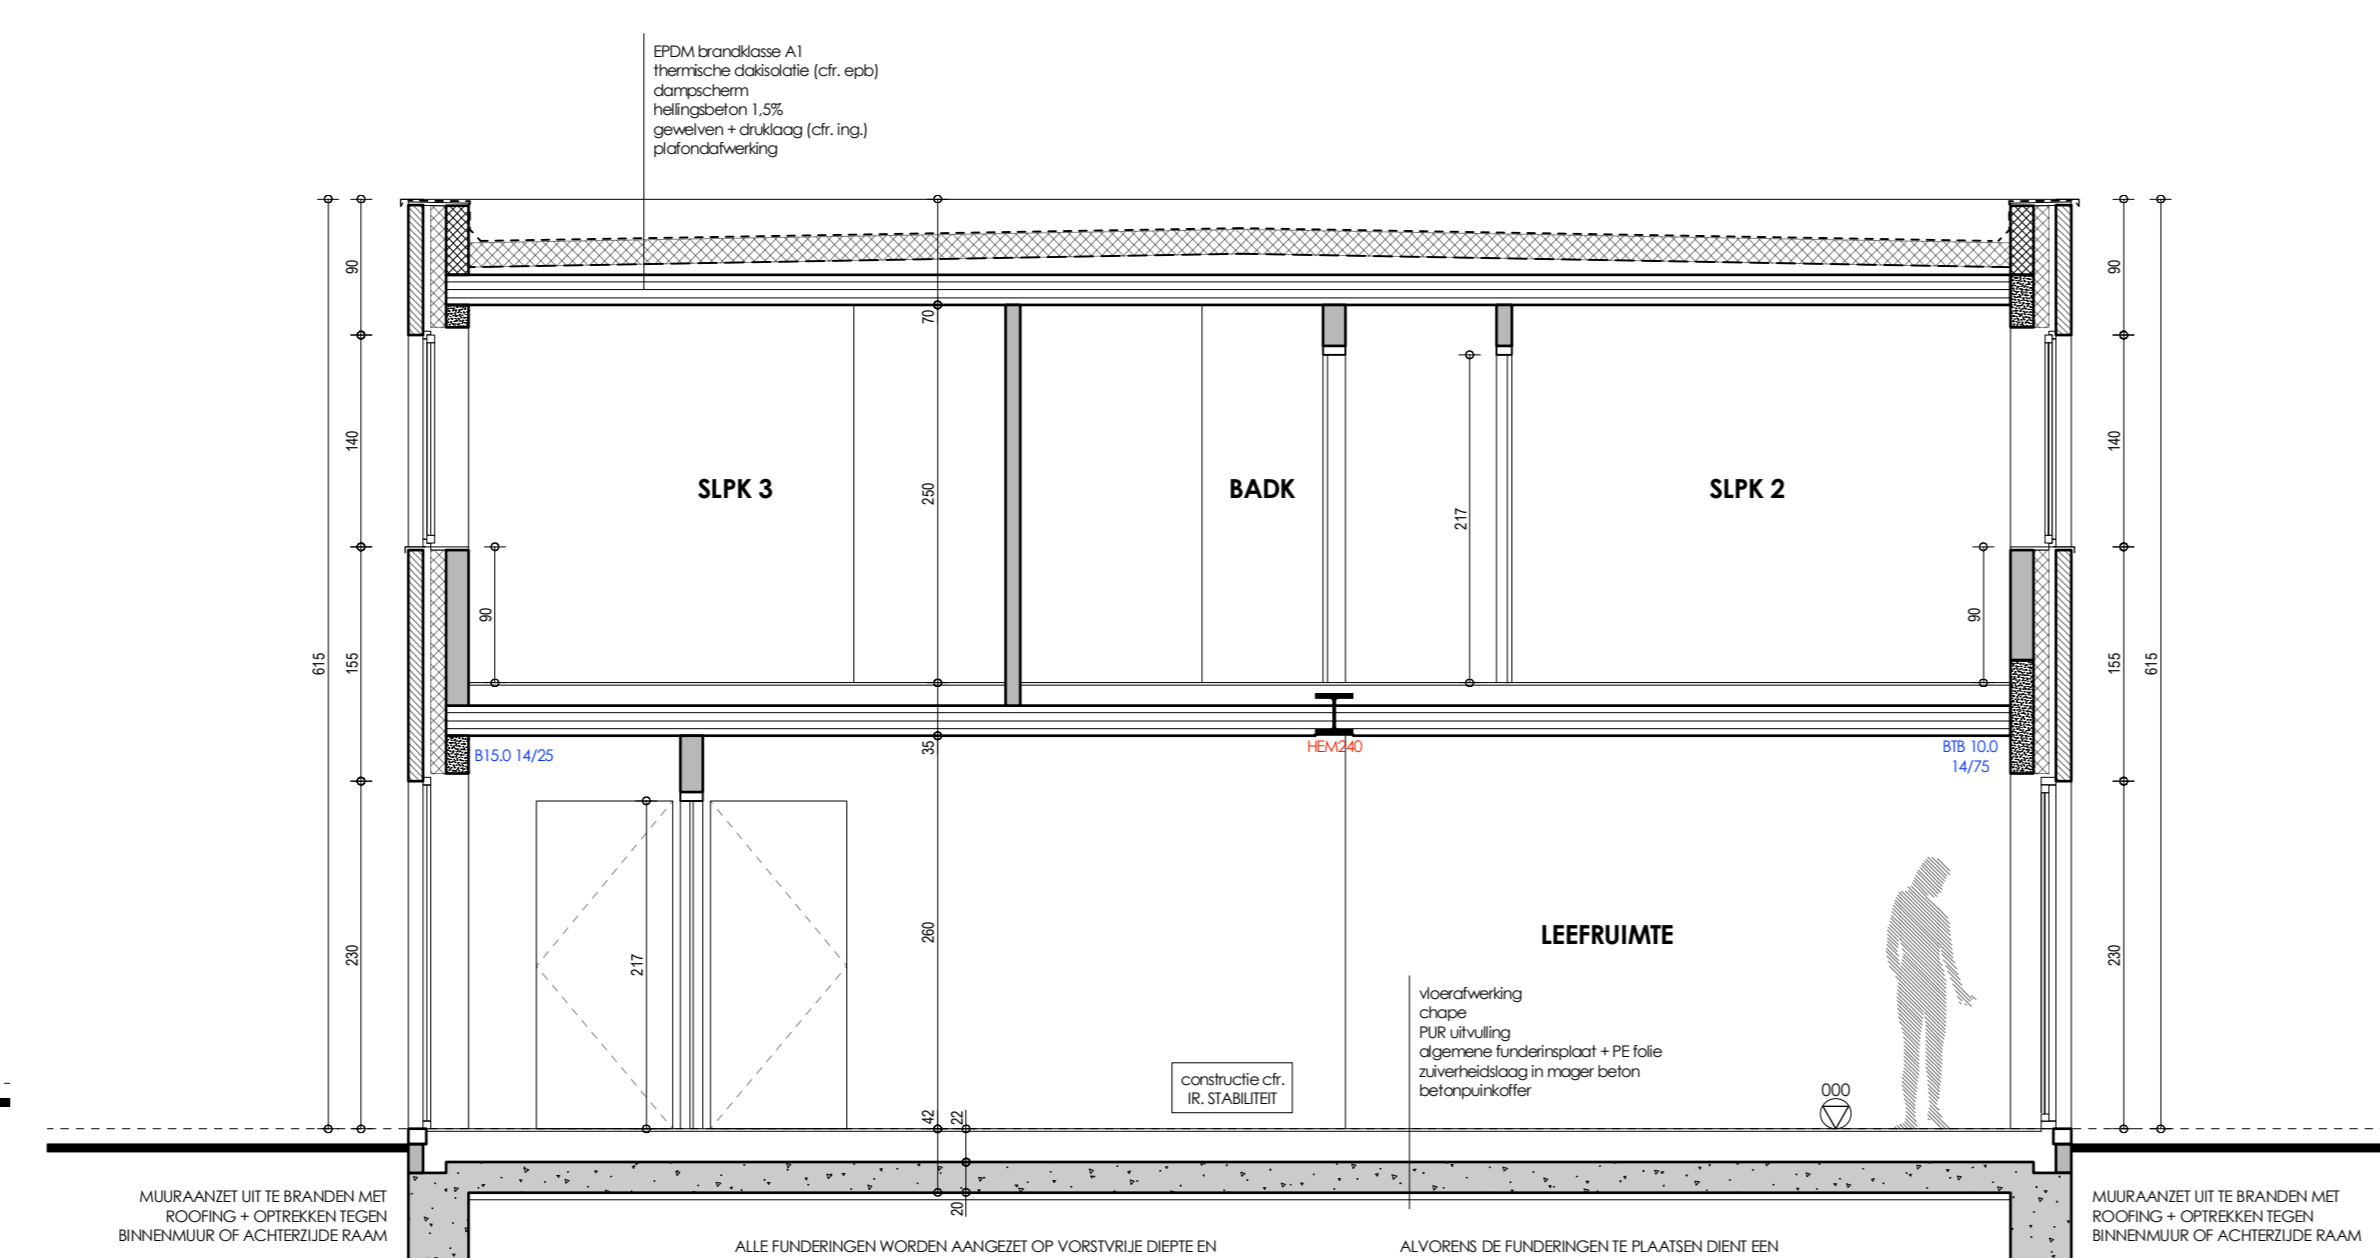 EPDM brandklasse A1
thermische dakisolatie (cfr. epb)
dampscherm
hellingsbeton 1,5%
gewelven + druklaag (cfr. ing.)
plafondafwerking
90
90
70
140
140
SLPK 3
250
BADK
217
SLPK 2
90
90
615
155
155
615
B15.0 14/25
35
HEM240
BTB 10.0
14/75
230
217
260
LEEFRUIMTE
230
vloerafwerking
chape
PUR uitvulling
algemene funderinsplaat + PE folie
zuiverheidslaag in mager beton
betonpuinkoffer
constructie cfr.
IR. STABILITEIT
000
42
22
20
MUURAANZET UIT TE BRANDEN MET
ROOFING + OPTREKKEN TEGEN
BINNENMUUR OF ACHTERZIJDE RAAM
MUURAANZET UIT TE BRANDEN MET
ROOFING + OPTREKKEN TEGEN
BINNENMUUR OF ACHTERZIJDE RAAM
ALLE FUNDERINGEN WORDEN AANGEZET OP VORSTVRIJE DIEPTE EN
ALVORENS DE FUNDERINGEN TE PLAATSEN DIENT EEN